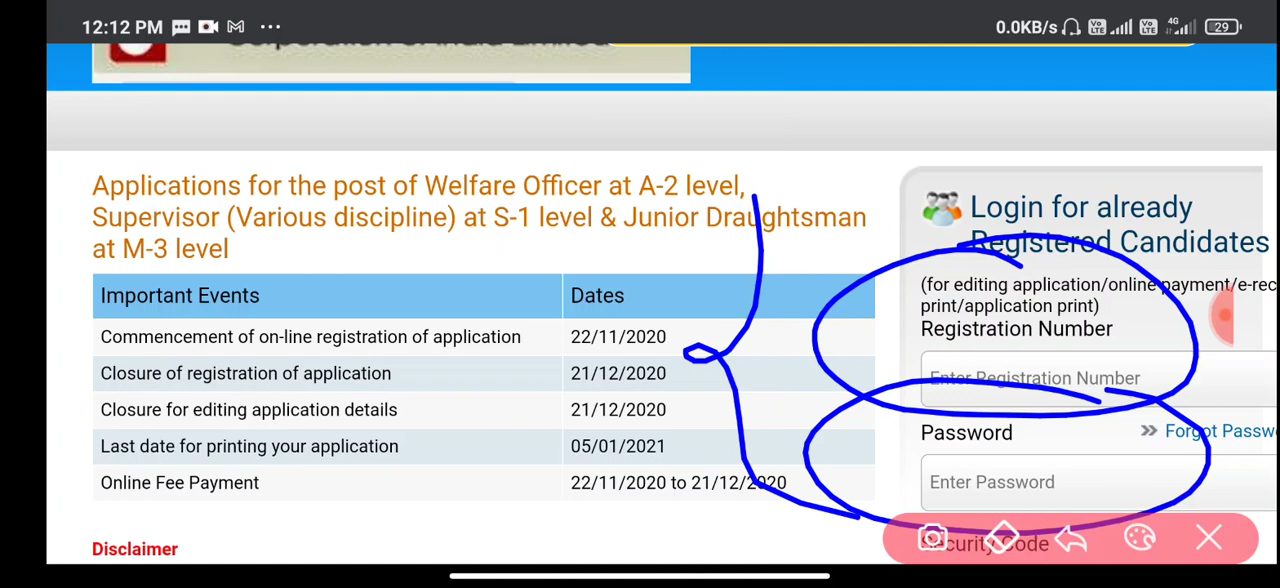 12:12 PM
0.0KB/s
Vo LTE
Vo LTE
4G
29
Applications for the post of Welfare Officer at A-2 level,
Supervisor (Various discipline) at S-1 level & Junior Draughtsman
at M-3 level
Important Events Dates
Commencement of on-line registration of application 22/11/2020
Closure of registration of application 21/12/2020
Closure for editing application details 21/12/2020
Last date for printing your application 05/01/2021
Online Fee Payment 22/11/2020 to 21/12/2020
Disclaimer
Login for already
Registered Candidates
(for editing application/online payment/e-rec
print/application print)
Registration Number
Enter Registration Number
Password
Forgot Passw
Enter Password
Security Code